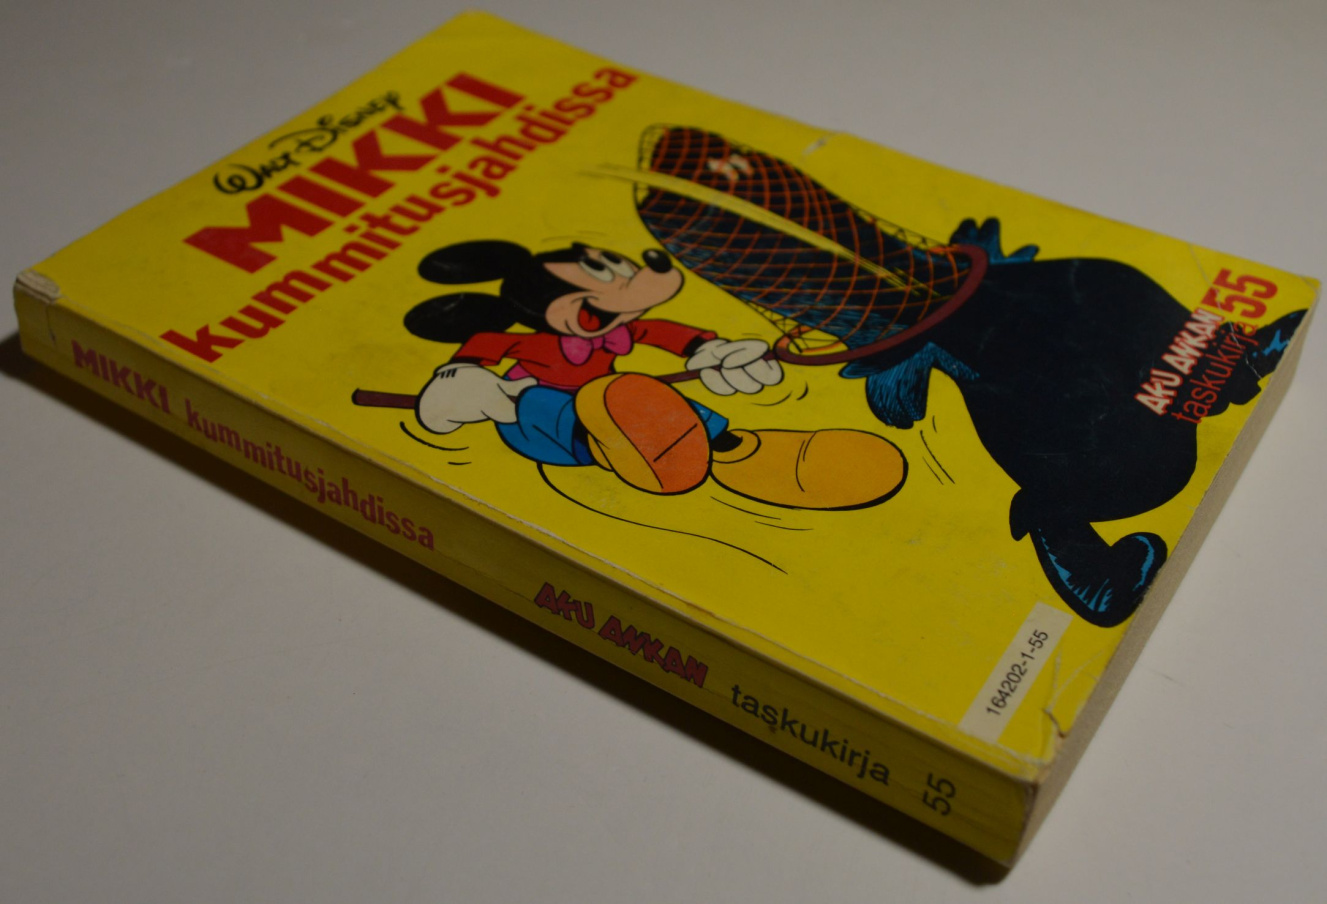 WALT DISNEY
MIKKI
kummitusjahdissa
AKU ANKAN
taskukirja 55
164202-1-55
MIKKI kummitusjahdissa
AKU ANKAN taskukirja 55